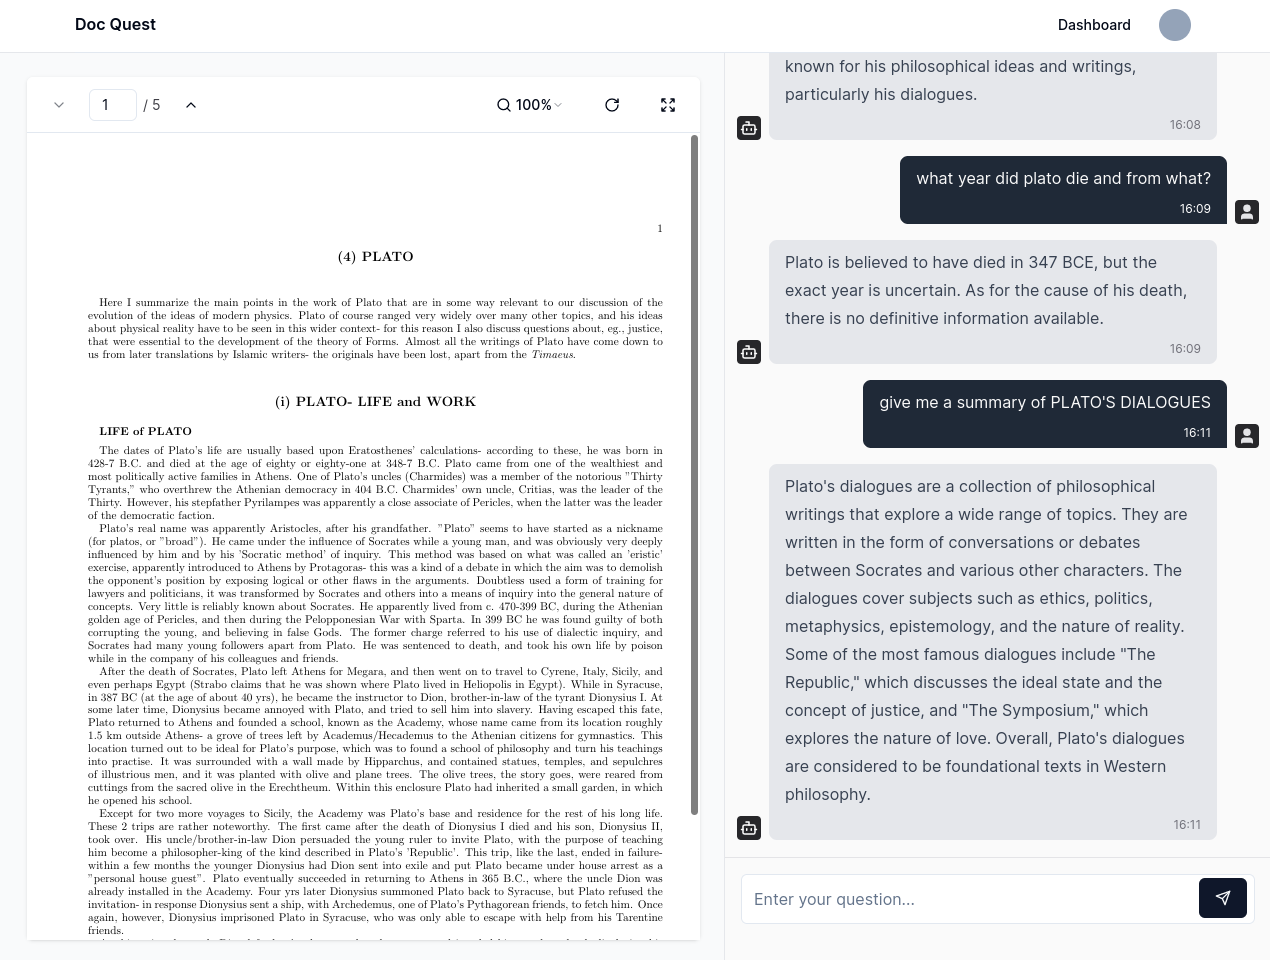 Doc Quest
Dashboard
1 / 5
100%
1
(4) PLATO
Here I summarize the main points in the work of Plato that are in some way relevant to our discussion of the
evolution of the ideas of modern physics. Plato of course ranged very widely over many other topics, and his ideas
about physical reality have to be seen in this wider context- for this reason I also discuss questions about, eg., justice,
that were essential to the development of the theory of Forms. Almost all the writings of Plato have come down to
us from later translations by Islamic writers- the originals have been lost, apart from the Timaeus.
(i) PLATO- LIFE and WORK
LIFE of PLATO
The dates of Plato's life are usually based upon Eratosthenes' calculations- according to these, he was born in
428-7 B.C. and died at the age of eighty or eighty-one at 348-7 B.C. Plato came from one of the wealthiest and
most politically active families in Athens. One of Plato's uncles (Charmides) was a member of the notorious "Thirty
Tyrants," who overthrew the Athenian democracy in 404 B.C. Charmides' own uncle, Critias, was the leader of the
Thirty. However, his stepfather Pyrilampes was apparently a close associate of Pericles, when the latter was the leader
of the democratic faction.
Plato's real name was apparently Aristocles, after his grandfather. "Plato" seems to have started as a nickname
(for platos, or "broad"). He came under the influence of Socrates while a young man, and was obviously very deeply
influenced by him and by his 'Socratic method' of inquiry. This method was based on what was called an 'eristic'
exercise, apparently introduced to Athens by Protagoras- this was a kind of a debate in which the aim was to demolish
the opponent's position by exposing logical or other flaws in the arguments. Doubtless used a form of training for
lawyers and politicians, it was transformed by Socrates and others into a means of inquiry into the general nature of
concepts. Very little is reliably known about Socrates. He apparently lived from c. 470-399 BC, during the Athenian
golden age of Pericles, and then during the Pelopponesian War with Sparta. In 399 BC he was found guilty of both
corrupting the young, and believing in false Gods. The former charge referred to his use of dialectic inquiry, and
Socrates had many young followers apart from Plato. He was sentenced to death, and took his own life by poison
while in the company of his colleagues and friends.
After the death of Socrates, Plato left Athens for Megara, and then went on to travel to Cyrene, Italy, Sicily, and
even perhaps Egypt (Strabo claims that he was shown where Plato lived in Heliopolis in Egypt). While in Syracuse,
in 387 BC (at the age of about 40 yrs), he became the instructor to Dion, brother-in-law of the tyrant Dionysius I. At
some later time, Dionysius became annoyed with Plato, and tried to sell him into slavery. Having escaped this fate,
Plato returned to Athens and founded a school, known as the Academy, whose name came from its location roughly
1.5 km outside Athens- a grove of trees left by Academus/Hecademus to the Athenian citizens for gymnastics. This
location turned out to be ideal for Plato's purpose, which was to found a school of philosophy and turn his teachings
into practise. It was surrounded with a wall made by Hipparchus, and contained statues, temples, and sepulchres
of illustrious men, and it was planted with olive and plane trees. The olive trees, the story goes, were reared from
cuttings from the sacred olive in the Erechtheum. Within this enclosure Plato had inherited a small garden, in which
he opened his school.
Except for two more voyages to Sicily, the Academy was Plato's base and residence for the rest of his long life.
These 2 trips are rather noteworthy. The first came after the death of Dionysius I died and his son, Dionysius II,
took over. His uncle/brother-in-law Dion persuaded the young ruler to invite Plato, with the purpose of teaching
him become a philosopher-king of the kind described in Plato's 'Republic'. This trip, like the last, ended in failure-
within a few months the younger Dionysius had Dion sent into exile and put Plato became under house arrest as a
"personal house guest". Plato eventually succeeded in returning to Athens in 365 B.C., where the uncle Dion was
already installed in the Academy. Four yrs later Dionysius summoned Plato back to Syracuse, but Plato refused the
invitation- in response Dionysius sent a ship, with Archedemus, one of Plato's Pythagorean friends, to fetch him. Once
again, however, Dionysius imprisoned Plato in Syracuse, who was only able to escape with help from his Tarentine
friends.
known for his philosophical ideas and writings,
particularly his dialogues.
16:08
what year did plato die and from what?
16:09
Plato is believed to have died in 347 BCE, but the
exact year is uncertain. As for the cause of his death,
there is no definitive information available.
16:09
give me a summary of PLATO'S DIALOGUES
16:11
Plato's dialogues are a collection of philosophical
writings that explore a wide range of topics. They are
written in the form of conversations or debates
between Socrates and various other characters. The
dialogues cover subjects such as ethics, politics,
metaphysics, epistemology, and the nature of reality.
Some of the most famous dialogues include "The
Republic," which discusses the ideal state and the
concept of justice, and "The Symposium," which
explores the nature of love. Overall, Plato's dialogues
are considered to be foundational texts in Western
philosophy.
16:11
Enter your question...